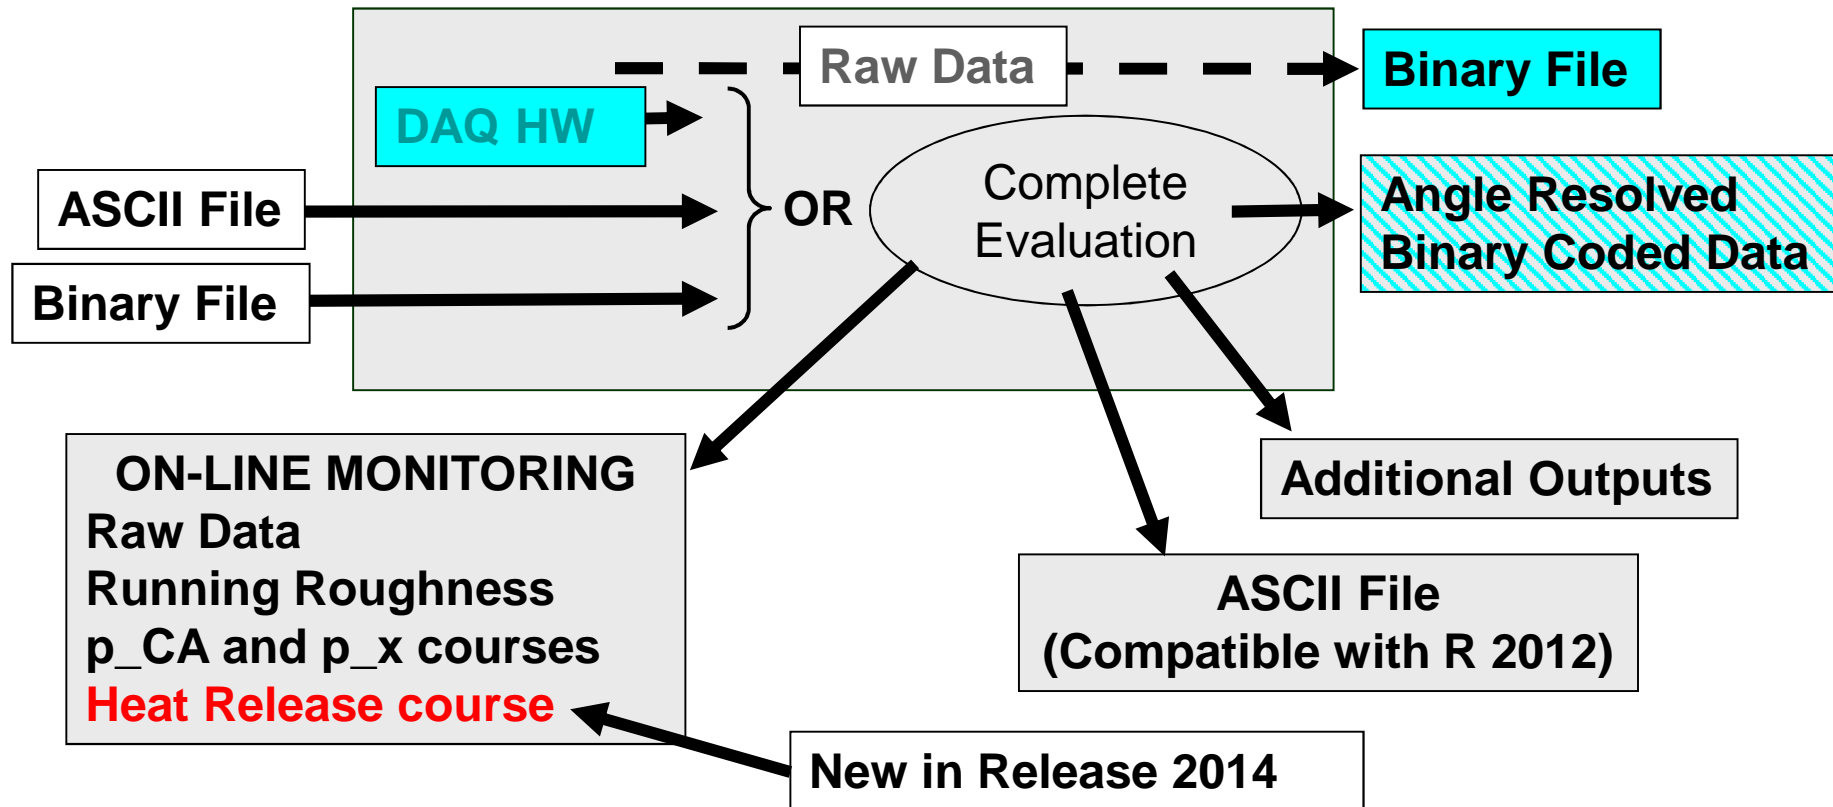 Raw Data
Binary File
DAQ HW
ASCII File
OR
Complete
Evaluation
Angle Resolved
Binary Coded Data
Binary File
ON-LINE MONITORING
Raw Data
Running Roughness
p_CA and p_x courses
Heat Release course
Additional Outputs
ASCII File
(Compatible with R 2012)
New in Release 2014